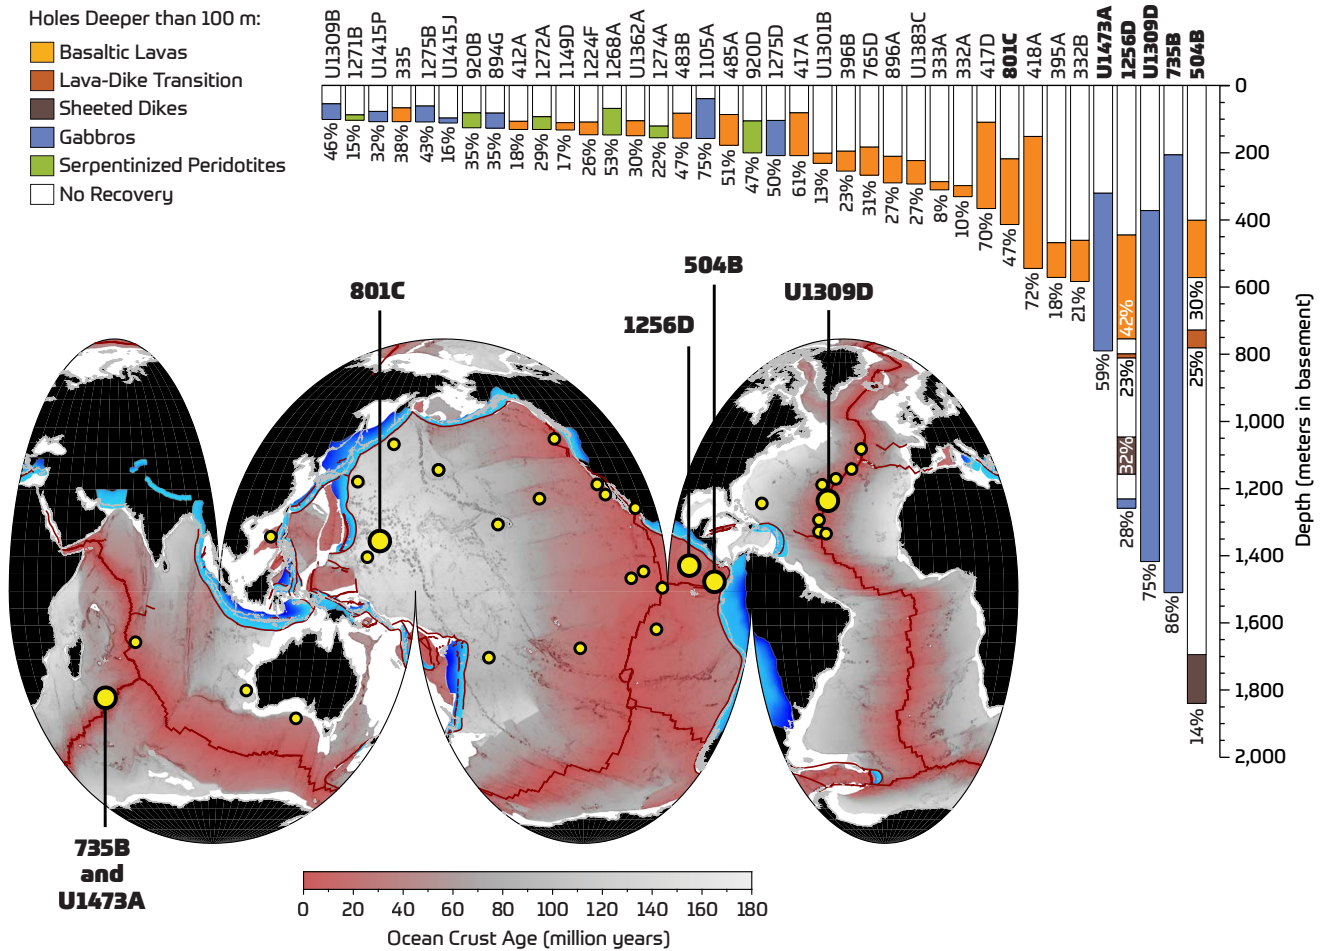 Holes Deeper than 100 m:
Basaltic Lavas
Lava-Dike Transition
Sheeted Dikes
Gabbros
Serpentinized Peridotites
No Recovery
U1309B
1271B
U1415P
335
1275B
U1415J
920B
894G
412A
1272A
1149D
1224F
1268A
U1362A
1274A
483B
1105A
485A
920D
1275D
417A
U1301B
396B
765D
896A
U1383C
333A
332A
417D
801C
418A
395A
332B
U1473A
1256D
U1309D
735B
504B
46%
15%
32%
38%
43%
16%
35%
35%
18%
29%
17%
26%
53%
30%
22%
47%
75%
51%
47%
50%
61%
13%
23%
31%
27%
27%
8%
10%
70%
47%
72%
18%
21%
59%
42%
23%
32%
28%
75%
86%
30%
25%
14%
0
200
400
600
800
1,000
1,200
1,400
1,600
1,800
2,000
Depth (meters in basement)
801C
504B
1256D
U1309D
735B
and
U1473A
0 20 40 60 80 100 120 140 160 180
Ocean Crust Age (million years)